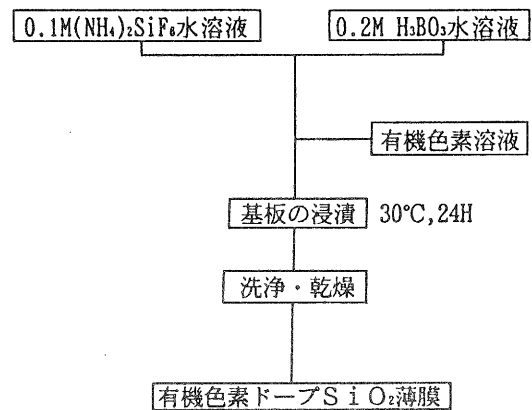 0.1M(NH₄)₂SiF₆水溶液
0.2M H₃BO₃水溶液
有機色素溶液
基板の浸漬 30℃,24H
洗浄・乾燥
有機色素ドープSiO₂薄膜